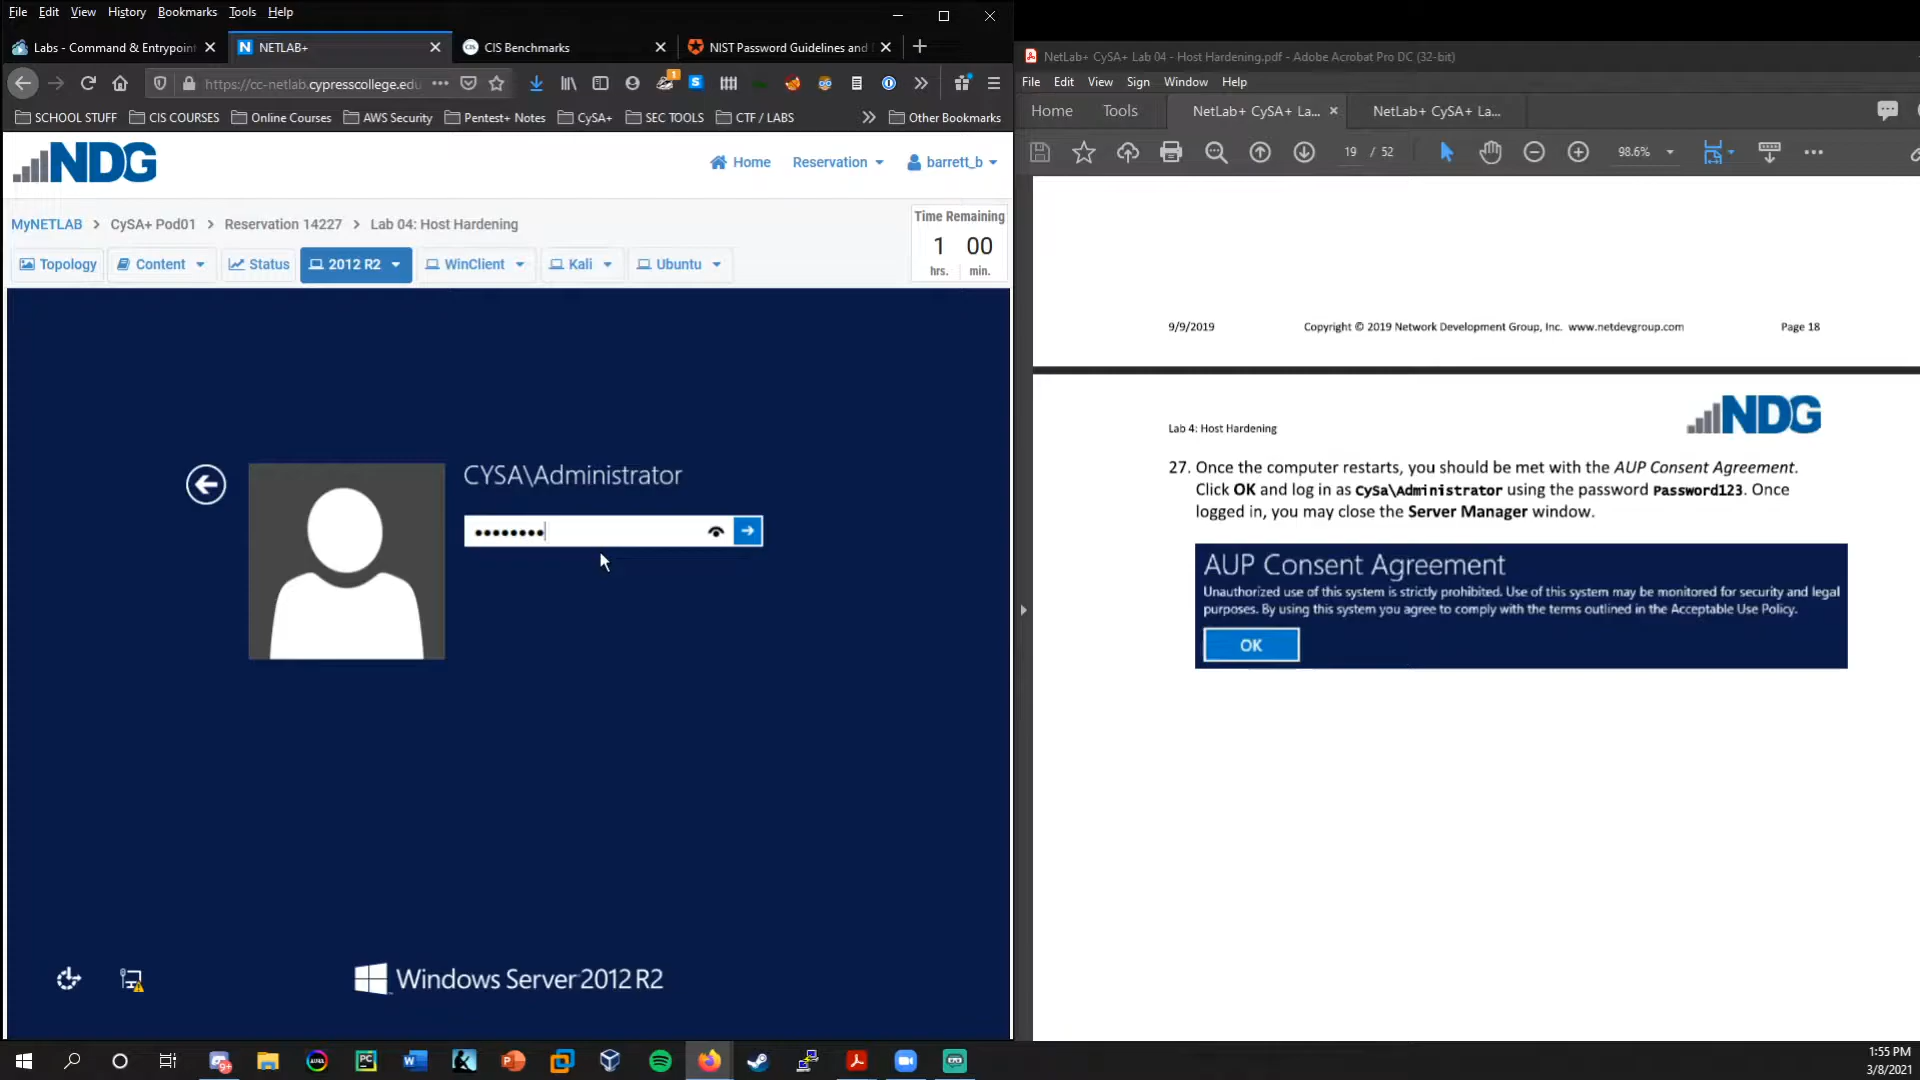 File Edit View History Bookmarks Tools Help
Labs - Command & Entrypoin
NETLAB+
CIS Benchmarks
NIST Password Guidelines and
https://cc-netlab.cypresscollege.edu
SCHOOL STUFF CIS COURSES Online Courses AWS Security Pentest+ Notes CySA+ SEC TOOLS CTF / LABS Other Bookmarks
NDG
Home Reservation barrett_b
MyNETLAB > CySA+ Pod01 > Reservation 14227 > Lab 04: Host Hardening
Time Remaining
1 00
hrs. min.
Topology Content Status 2012 R2 WinClient Kali Ubuntu
CYSA\Administrator
Windows Server 2012 R2
NetLab+ CySA+ Lab 04 - Host Hardening.pdf - Adobe Acrobat Pro DC (32-bit)
File Edit View Sign Window Help
Home Tools NetLab+ CySA+ La... NetLab+ CySA+ La...
19 / 52 98.6%
9/9/2019 Copyright © 2019 Network Development Group, Inc. www.netdevgroup.com Page 18
NDG
Lab 4: Host Hardening
27. Once the computer restarts, you should be met with the AUP Consent Agreement.
Click OK and log in as CySa\Administrator using the password Password123. Once
logged in, you may close the Server Manager window.
AUP Consent Agreement
Unauthorized use of this system is strictly prohibited. Use of this system may be monitored for security and legal
purposes. By using this system you agree to comply with the terms outlined in the Acceptable Use Policy.
OK
1:55 PM
3/8/2021